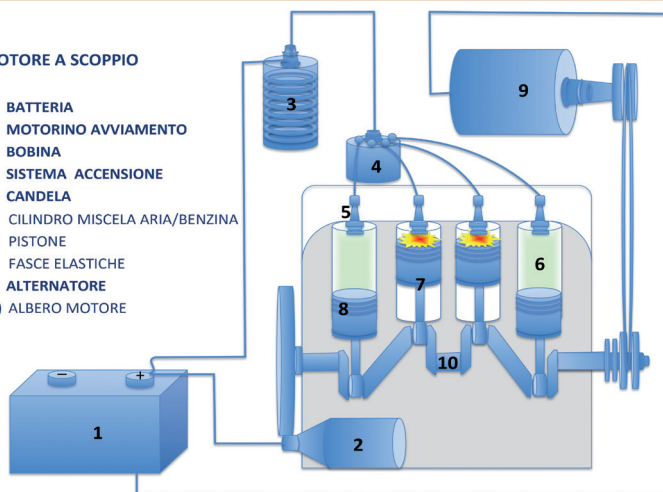 OTORE A SCOPPIO
BATTERIA
MOTORINO AVVIAMENTO
BOBINA
SISTEMA ACCENSIONE
CANDELA
CILINDRO MISCELA ARIA/BENZINA
PISTONE
FASCE ELASTICHE
ALTERNATORE
) ALBERO MOTORE
3
9
4
5
6
7
8
10
− +
1
2